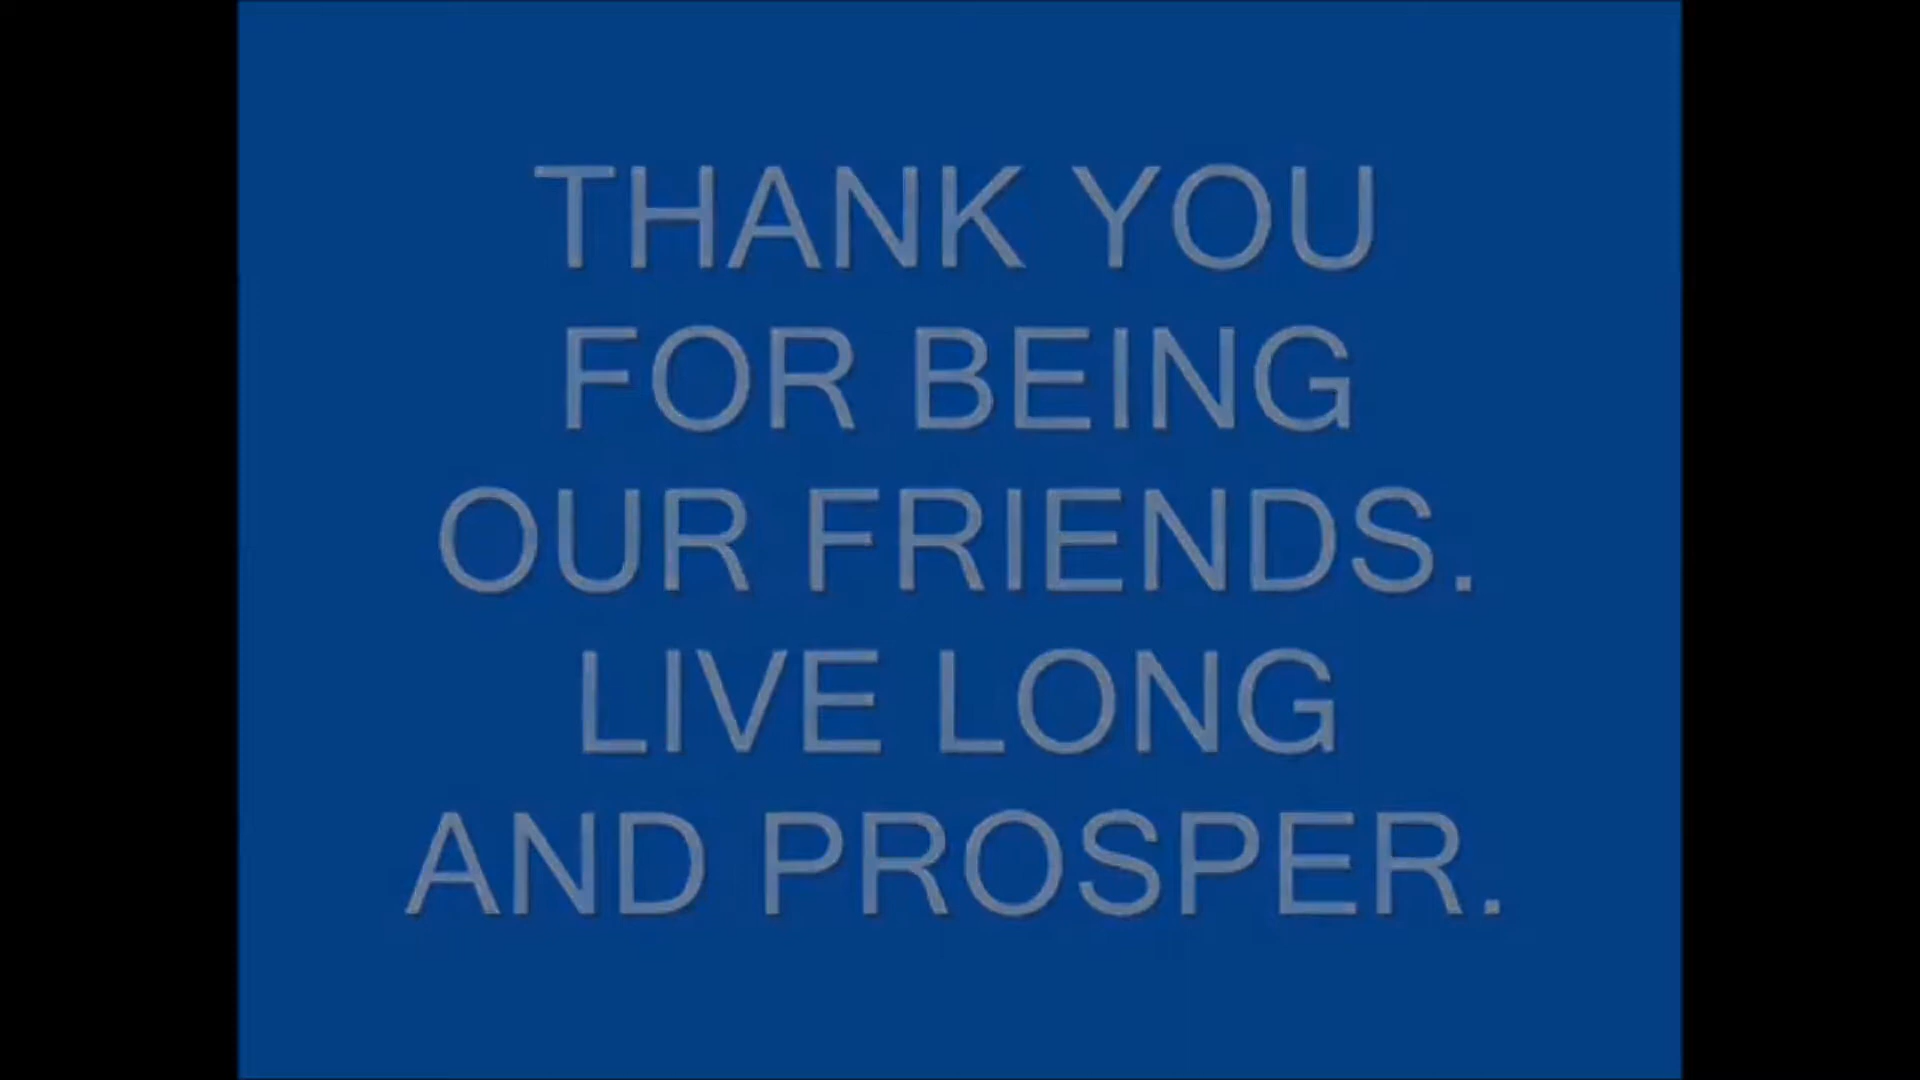 THANK YOU
FOR BEING
OUR FRIENDS.
LIVE LONG
AND PROSPER.